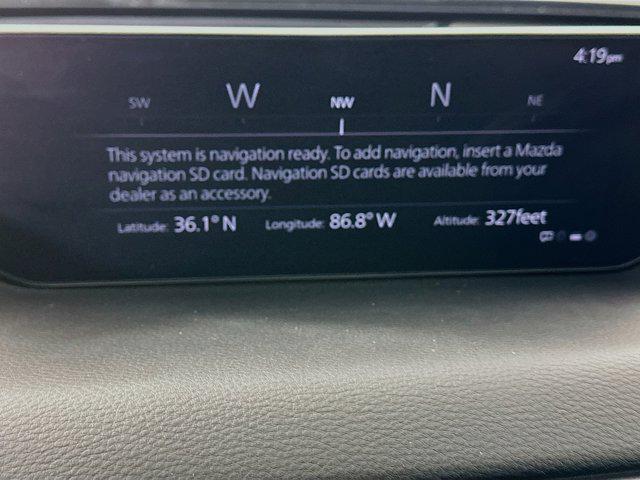 4:19pm
SW W NW N NE
This system is navigation ready. To add navigation, insert a Mazda
navigation SD card. Navigation SD cards are available from your
dealer as an accessory.
Latitude: 36.1° N Longitude: 86.8° W Altitude: 327feet